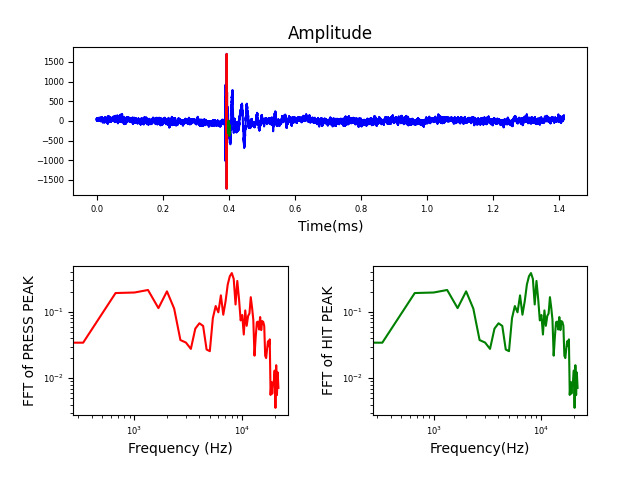 Amplitude
1500
1000
500
0
−500
−1000
−1500
0.0 0.2 0.4 0.6 0.8 1.0 1.2 1.4
Time(ms)
FFT of PRESS PEAK
10⁻¹
10⁻²
10³ 10⁴
Frequency (Hz)
FFT of HIT PEAK
10⁻¹
10⁻²
10³ 10⁴
Frequency(Hz)